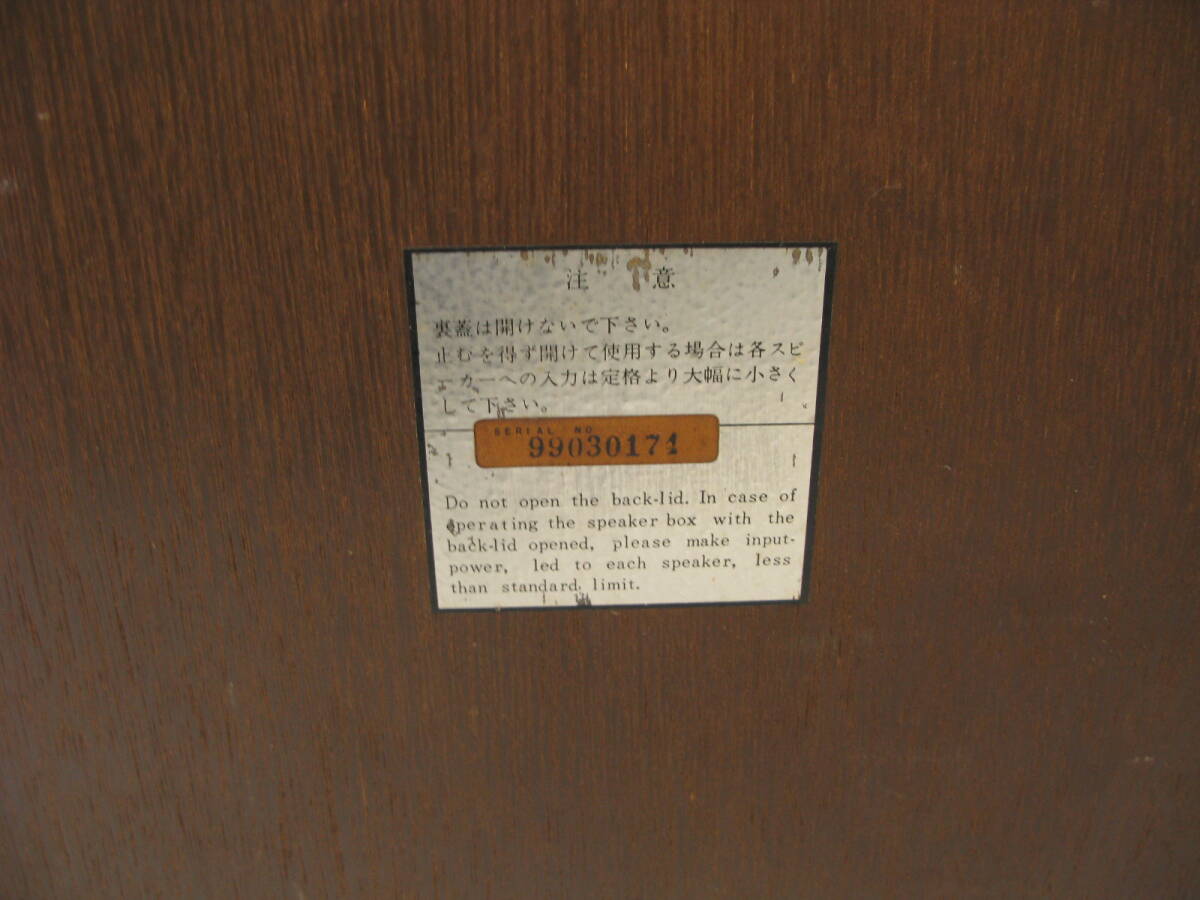 注意
裏蓋は開けないで下さい。
止むを得ず開けて使用する場合は各スピ
ーカーへの入力は定格より大幅に小さく
して下さい。
SERIAL NO
99030171
Do not open the back-lid. In case of
operating the speaker box with the
back-lid opened, please make input-
power, led to each speaker, less
than standard limit.